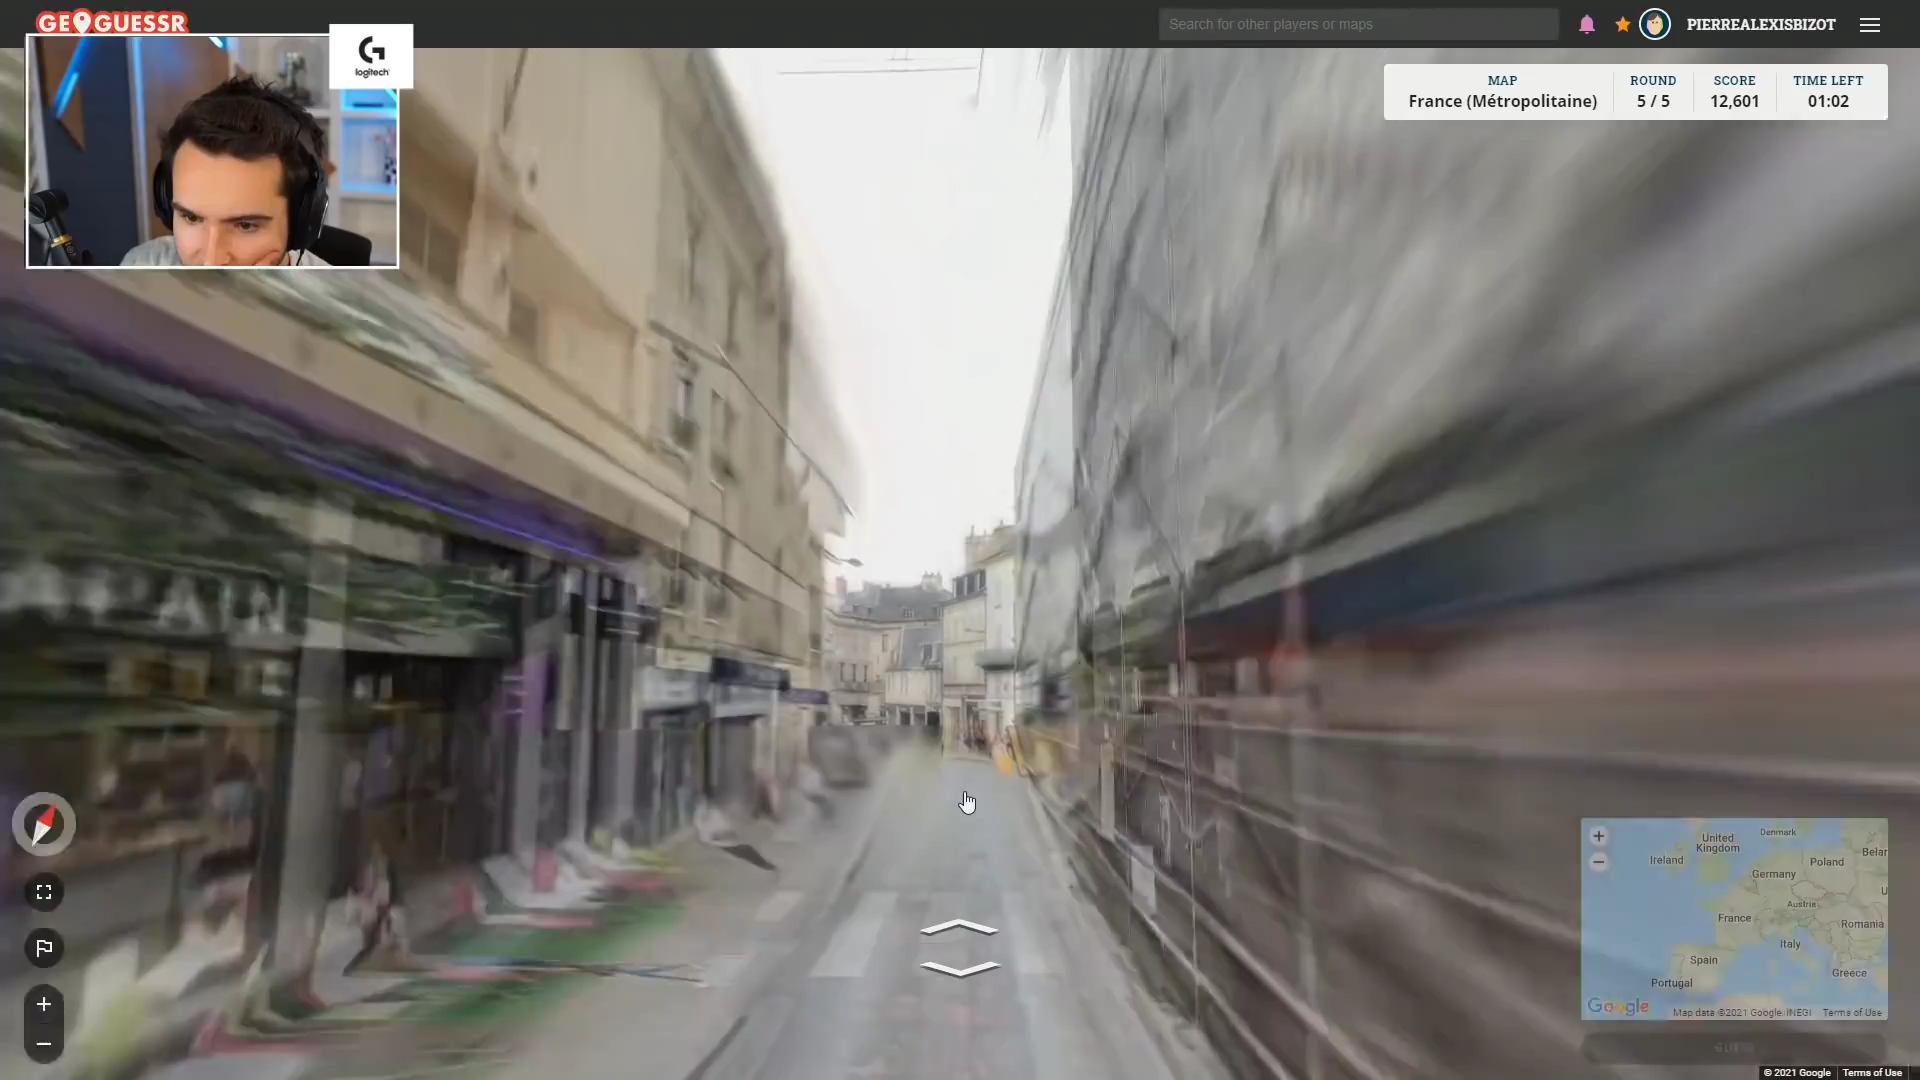 GEOGUESSR
Search for other players or maps
PIERREALEXISBIZOT
logitech
MAP
France (Métropolitaine)
ROUND
5 / 5
SCORE
12,601
TIME LEFT
01:02
Denmark
United
Kingdom
Ireland
Belar
Poland
Germany
U
Austria
France
Romania
Italy
Spain
Greece
Portugal
Google
Map data ©2021 Google, INEGI
Terms of Use
GUESS
© 2021 Google
Terms of Use